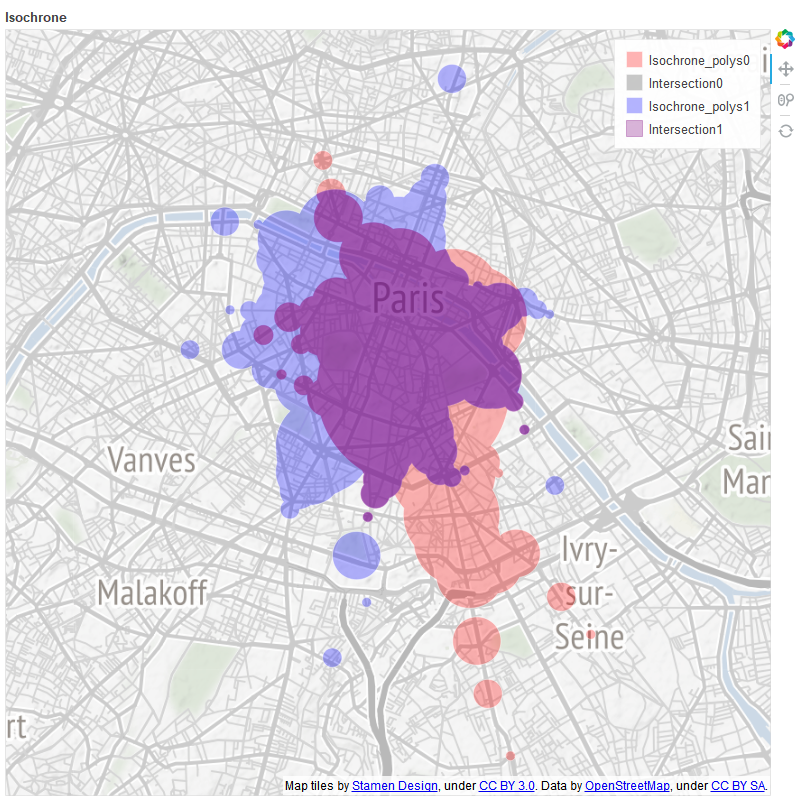 Isochrone
Isochrone_polys0
Intersection0
Isochrone_polys1
Intersection1
i
Paris
Vanves
Sai
Mar
Ivry-
sur-
Seine
Malakoff
rt
Map tiles by Stamen Design, under CC BY 3.0. Data by OpenStreetMap, under CC BY SA.